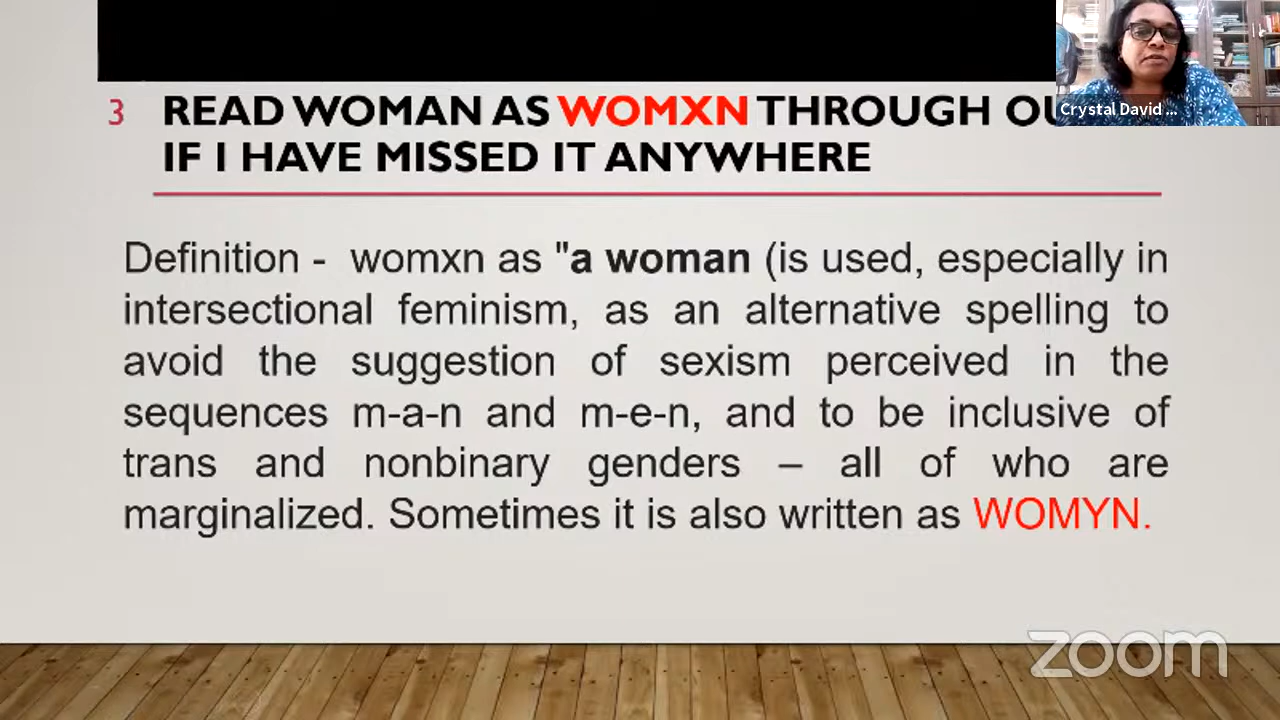 3
READ WOMAN AS WOMXN THROUGH
IF I HAVE MISSED IT ANYWHERE
Crystal David ...
Definition - womxn as "a woman (is used, especially in
intersectional feminism, as an alternative spelling to
avoid the suggestion of sexism perceived in the
sequences m-a-n and m-e-n, and to be inclusive of
trans and nonbinary genders – all of who are
marginalized. Sometimes it is also written as WOMYN.
zoom